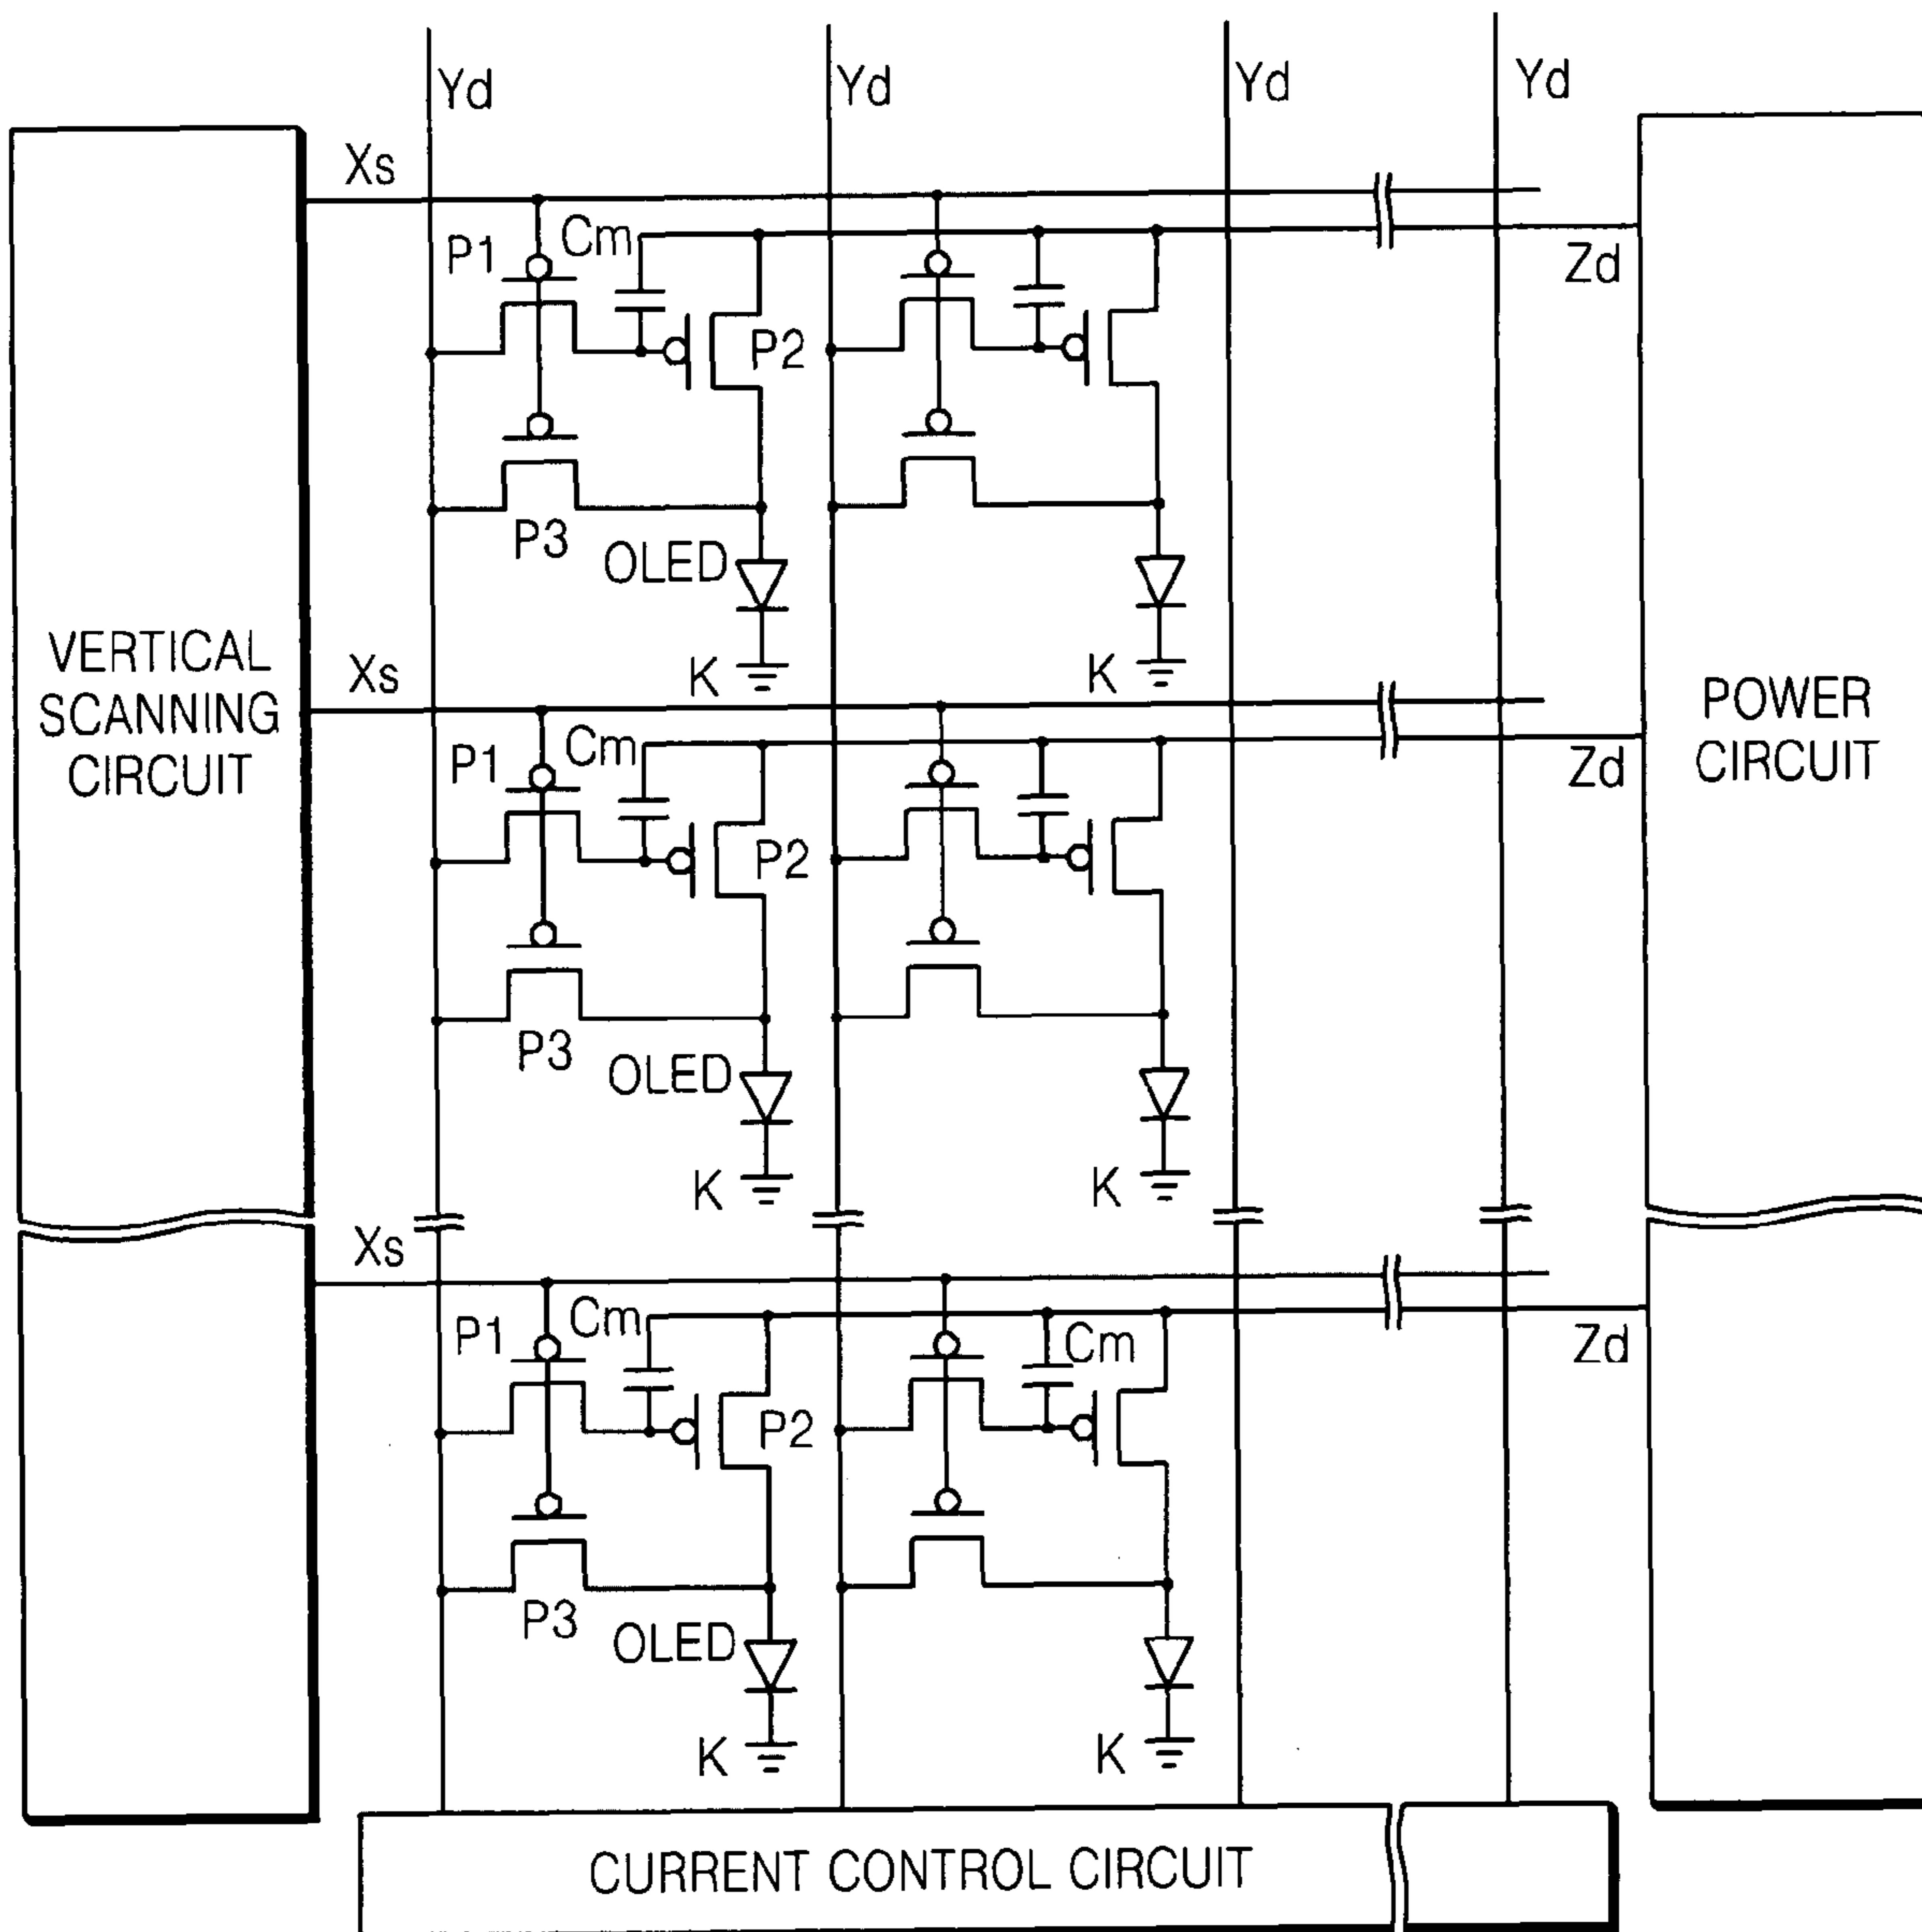 Yd Yd Yd Yd
Xs
P1 Cm
Zd
P2
P3
OLED
K K
VERTICAL
SCANNING
CIRCUIT
Xs
POWER
CIRCUIT
P1 Cm
Zd
P2
P3
OLED
K K
Xs
P1 Cm Cm
Zd
P2
P3
OLED
K K
CURRENT CONTROL CIRCUIT